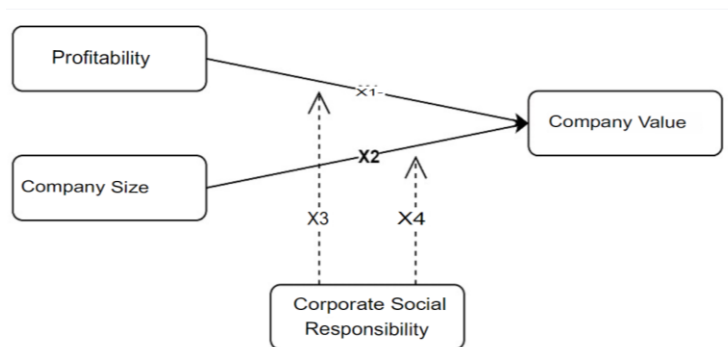 Profitability
X1
Company Value
X2
Company Size
X3
X4
Corporate Social
Responsibility